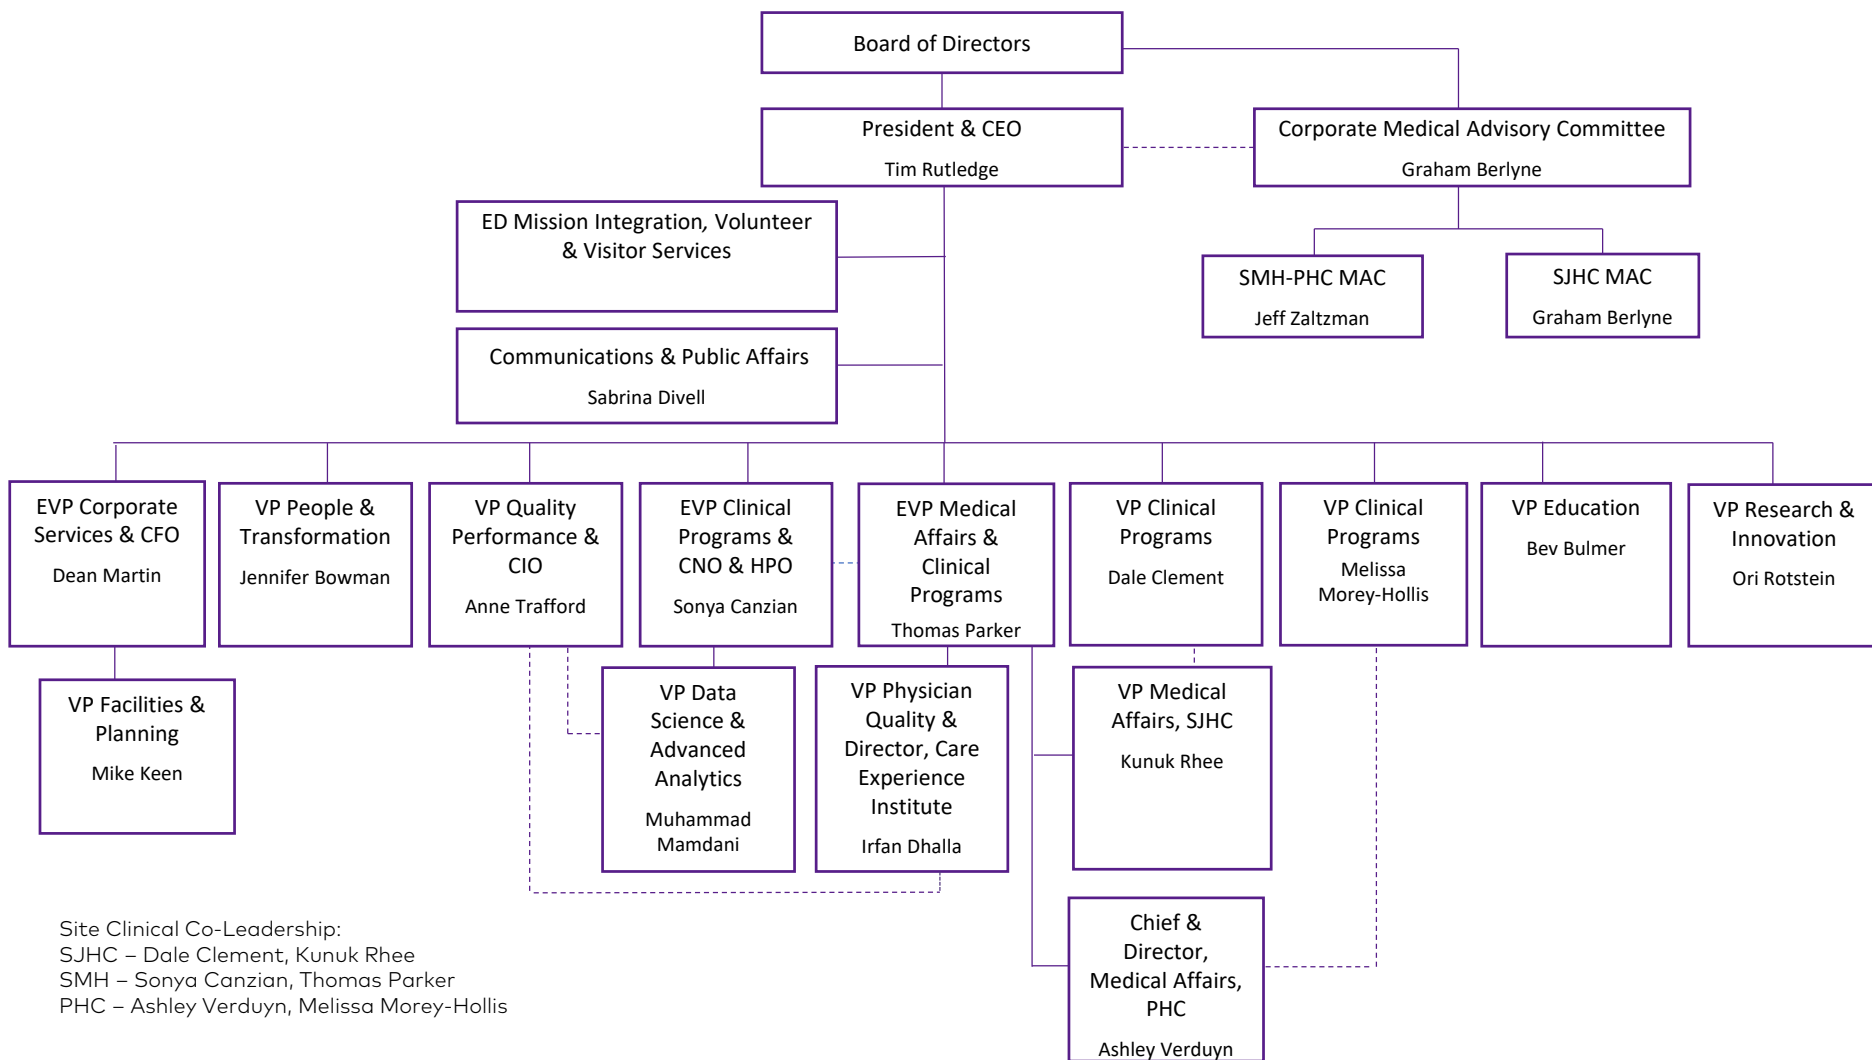 Board of Directors
President & CEO
Tim Rutledge
Corporate Medical Advisory Committee
Graham Berlyne
ED Mission Integration, Volunteer
& Visitor Services
SMH-PHC MAC
Jeff Zaltzman
SJHC MAC
Graham Berlyne
Communications & Public Affairs
Sabrina Divell
EVP Corporate
Services & CFO
Dean Martin
VP People &
Transformation
Jennifer Bowman
VP Quality
Performance &
CIO
Anne Trafford
EVP Clinical
Programs &
CNO & HPO
Sonya Canzian
EVP Medical
Affairs &
Clinical
Programs
Thomas Parker
VP Clinical
Programs
Dale Clement
VP Clinical
Programs
Melissa
Morey-Hollis
VP Education
Bev Bulmer
VP Research &
Innovation
Ori Rotstein
VP Facilities &
Planning
Mike Keen
VP Data
Science &
Advanced
Analytics
Muhammad
Mamdani
VP Physician
Quality &
Director, Care
Experience
Institute
Irfan Dhalla
VP Medical
Affairs, SJHC
Kunuk Rhee
Chief &
Director,
Medical Affairs,
PHC
Ashley Verduyn
Site Clinical Co-Leadership:
SJHC – Dale Clement, Kunuk Rhee
SMH – Sonya Canzian, Thomas Parker
PHC – Ashley Verduyn, Melissa Morey-Hollis